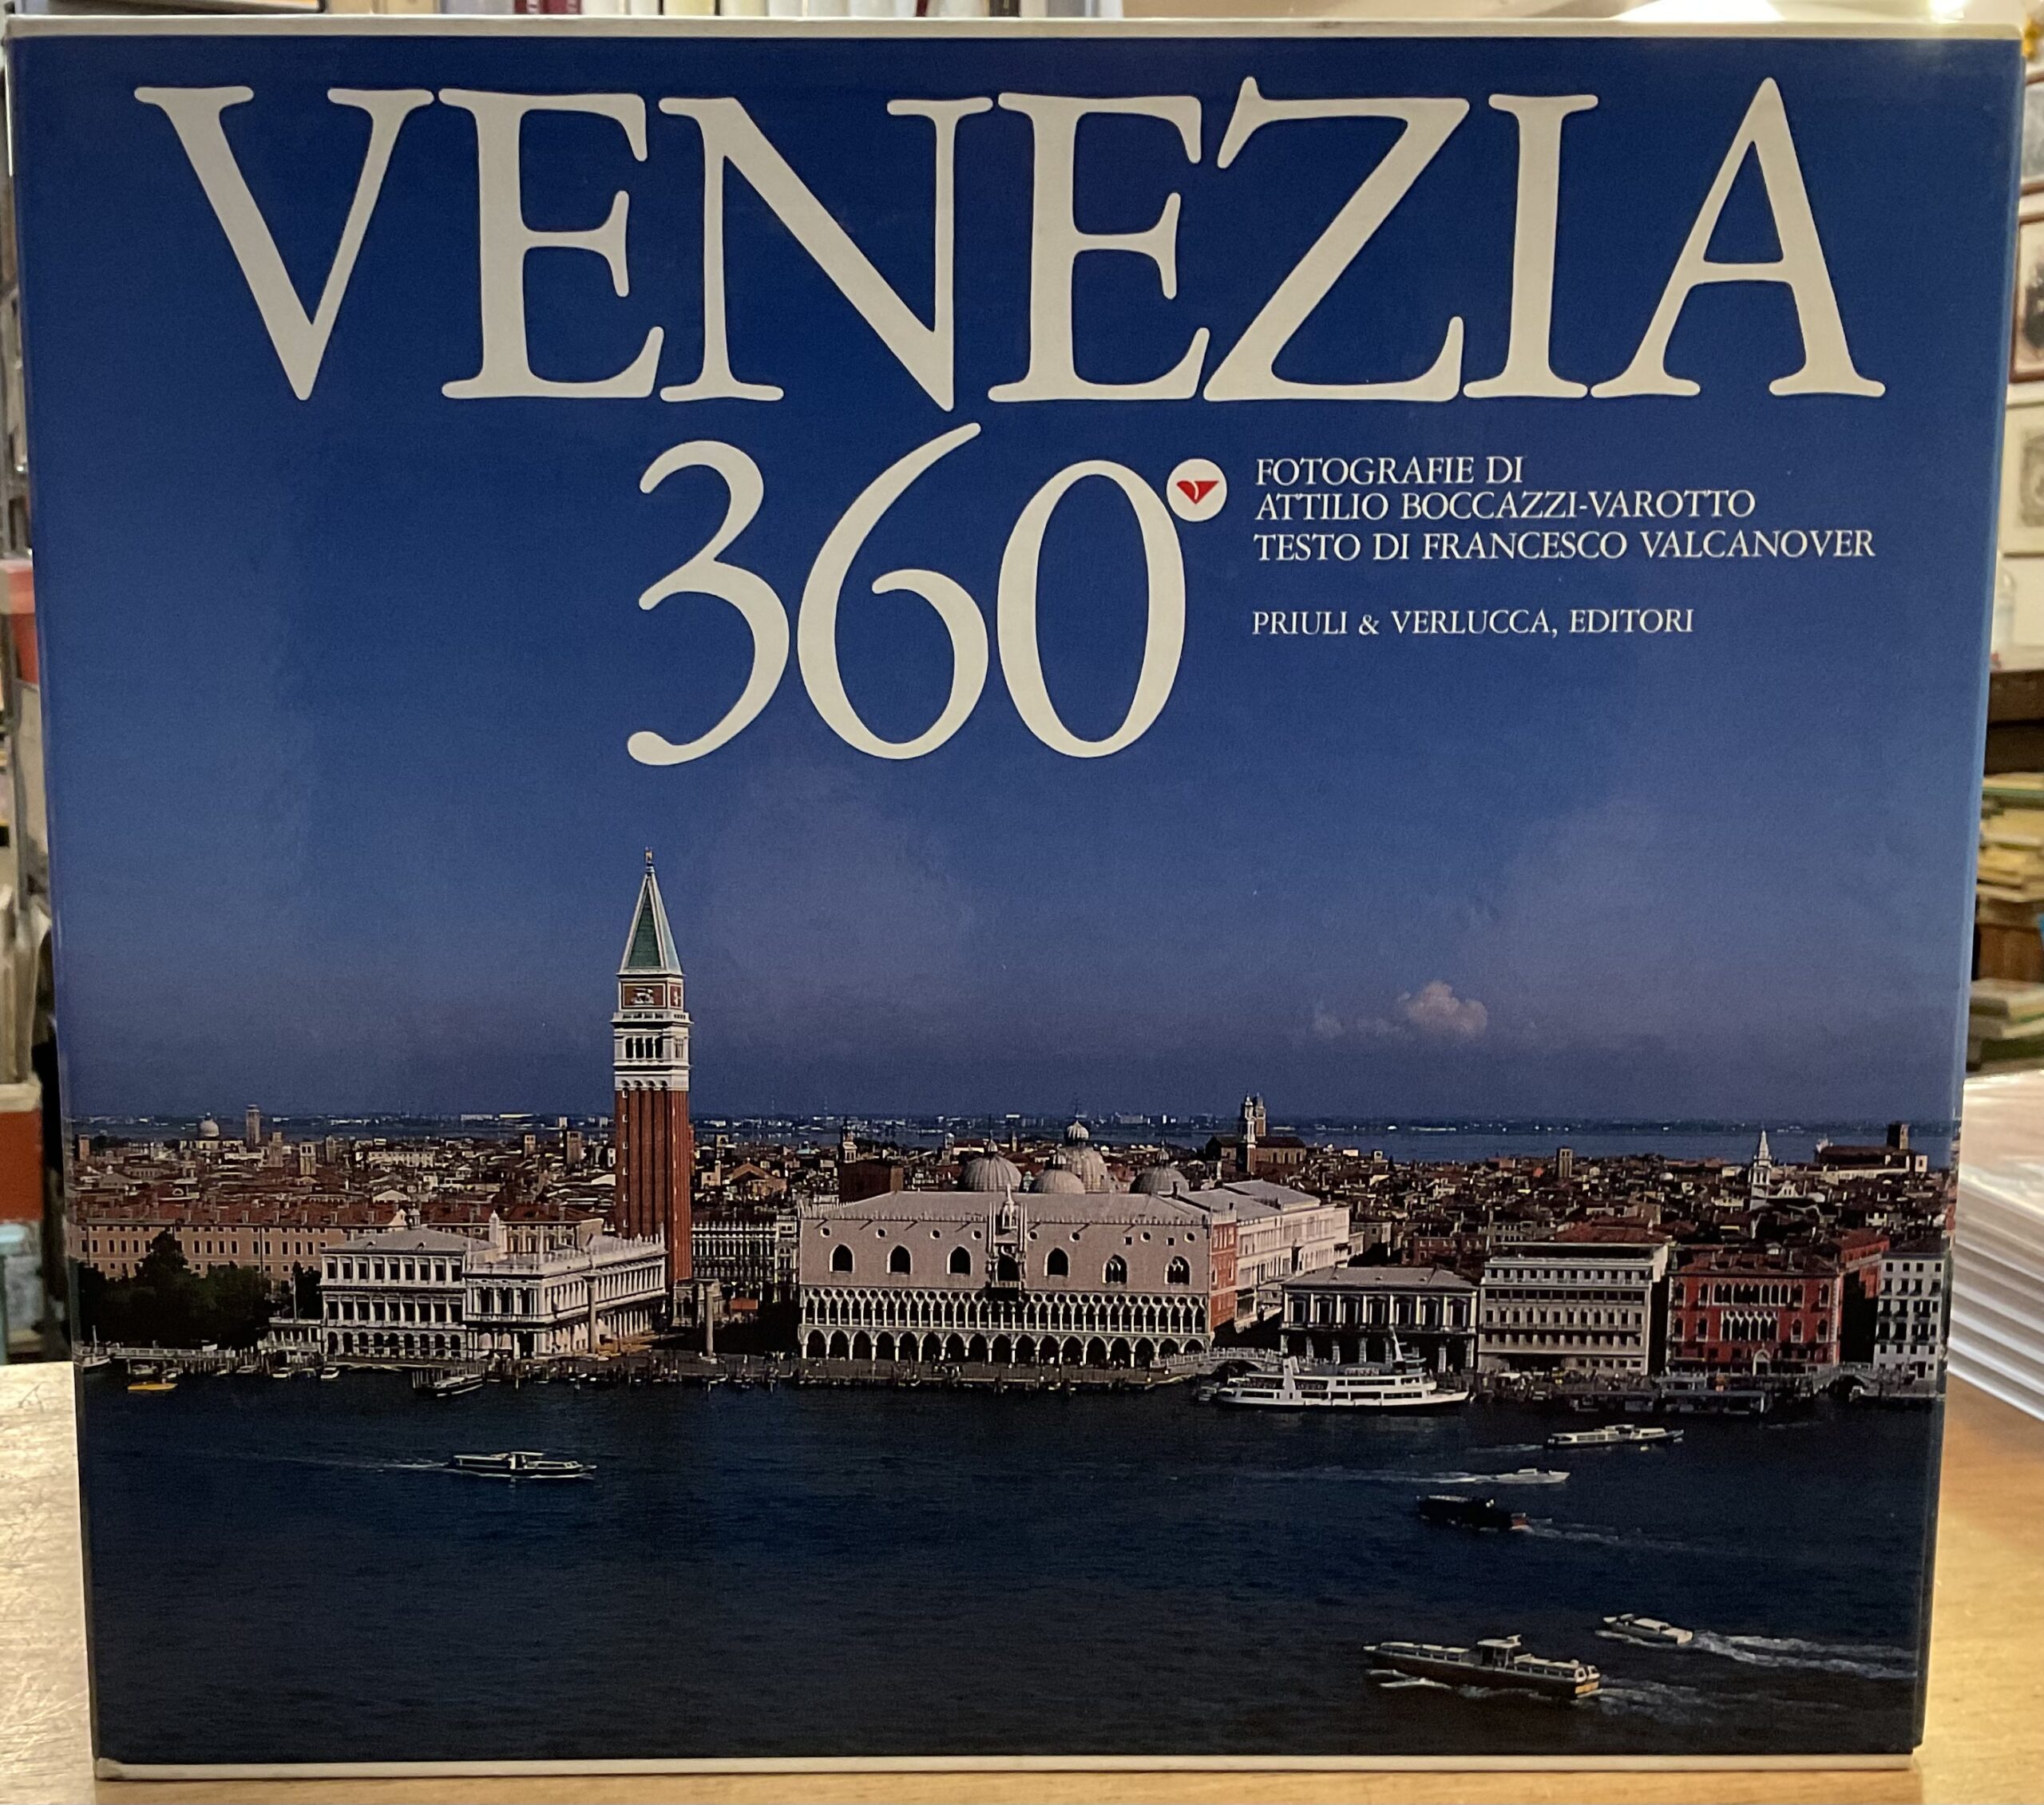 VENEZIA
360°
FOTOGRAFIE DI
ATTILIO BOCCAZZI-VAROTTO
TESTO DI FRANCESCO VALCANOVER
PRIULI & VERLUCCA, EDITORI